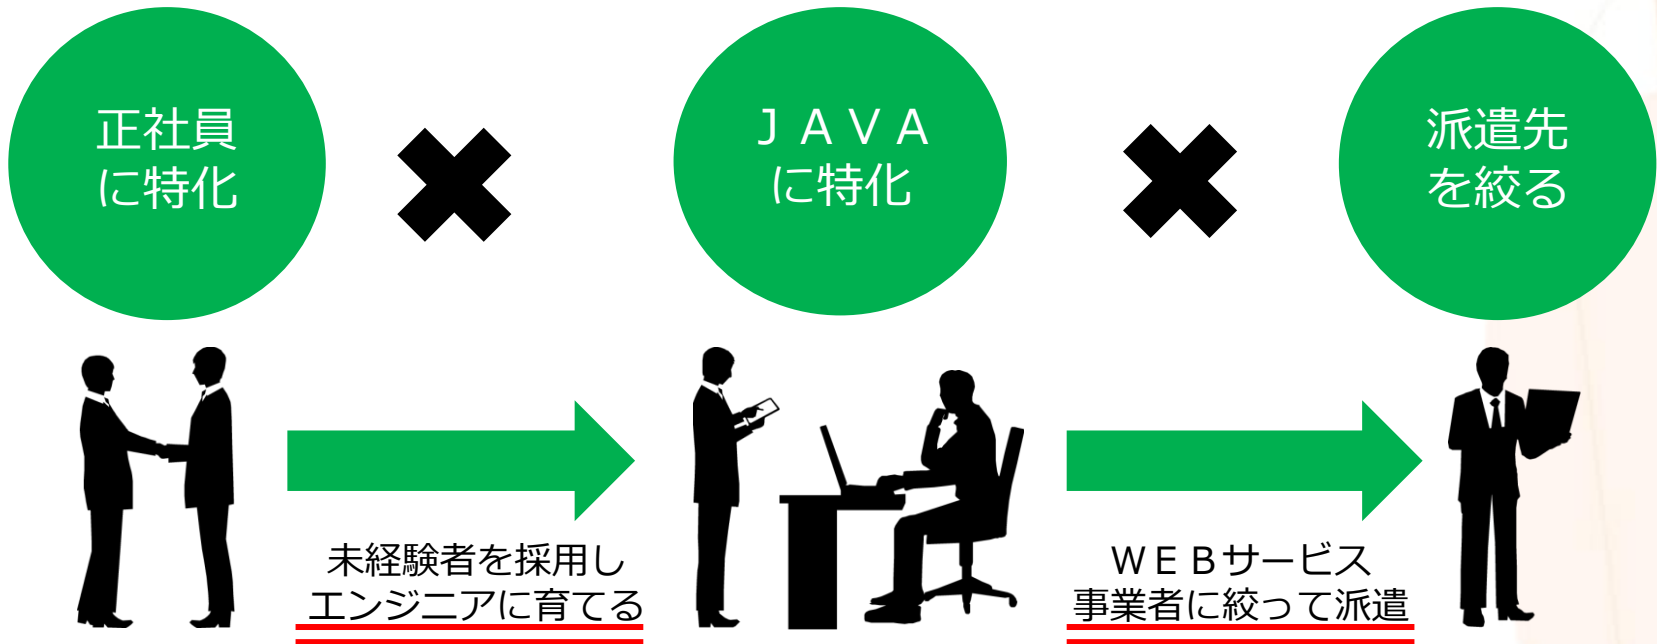 正社員
に特化
ＪＡＶＡ
に特化
派遣先
を絞る
未経験者を採用し
エンジニアに育てる
ＷＥＢサービス
事業者に絞って派遣